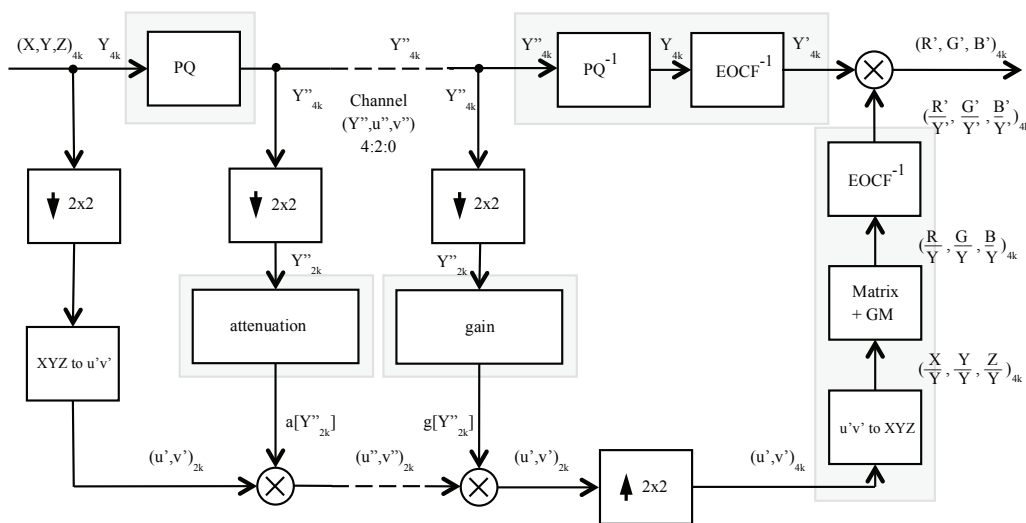 (X,Y,Z)4k
Y4k
PQ
Y”4k
Y”4k
Y”4k
PQ-1
Y4k
EOCF-1
Y’4k
(R’, G’, B’)4k
Y”4k
Channel
(Y”,u”,v”)
4:2:0
Y”4k
(R’/Y’, G’/Y’, B’/Y’)4k
2x2
2x2
2x2
EOCF-1
Y”2k
Y”2k
(R/Y, G/Y, B/Y)4k
attenuation
gain
Matrix
+ GM
XYZ to u’v’
(X/Y, Y/Y, Z/Y)4k
a[Y”2k]
g[Y”2k]
u’v’ to XYZ
(u’,v’)2k
(u”,v”)2k
(u’,v’)2k
2x2
(u’,v’)4k